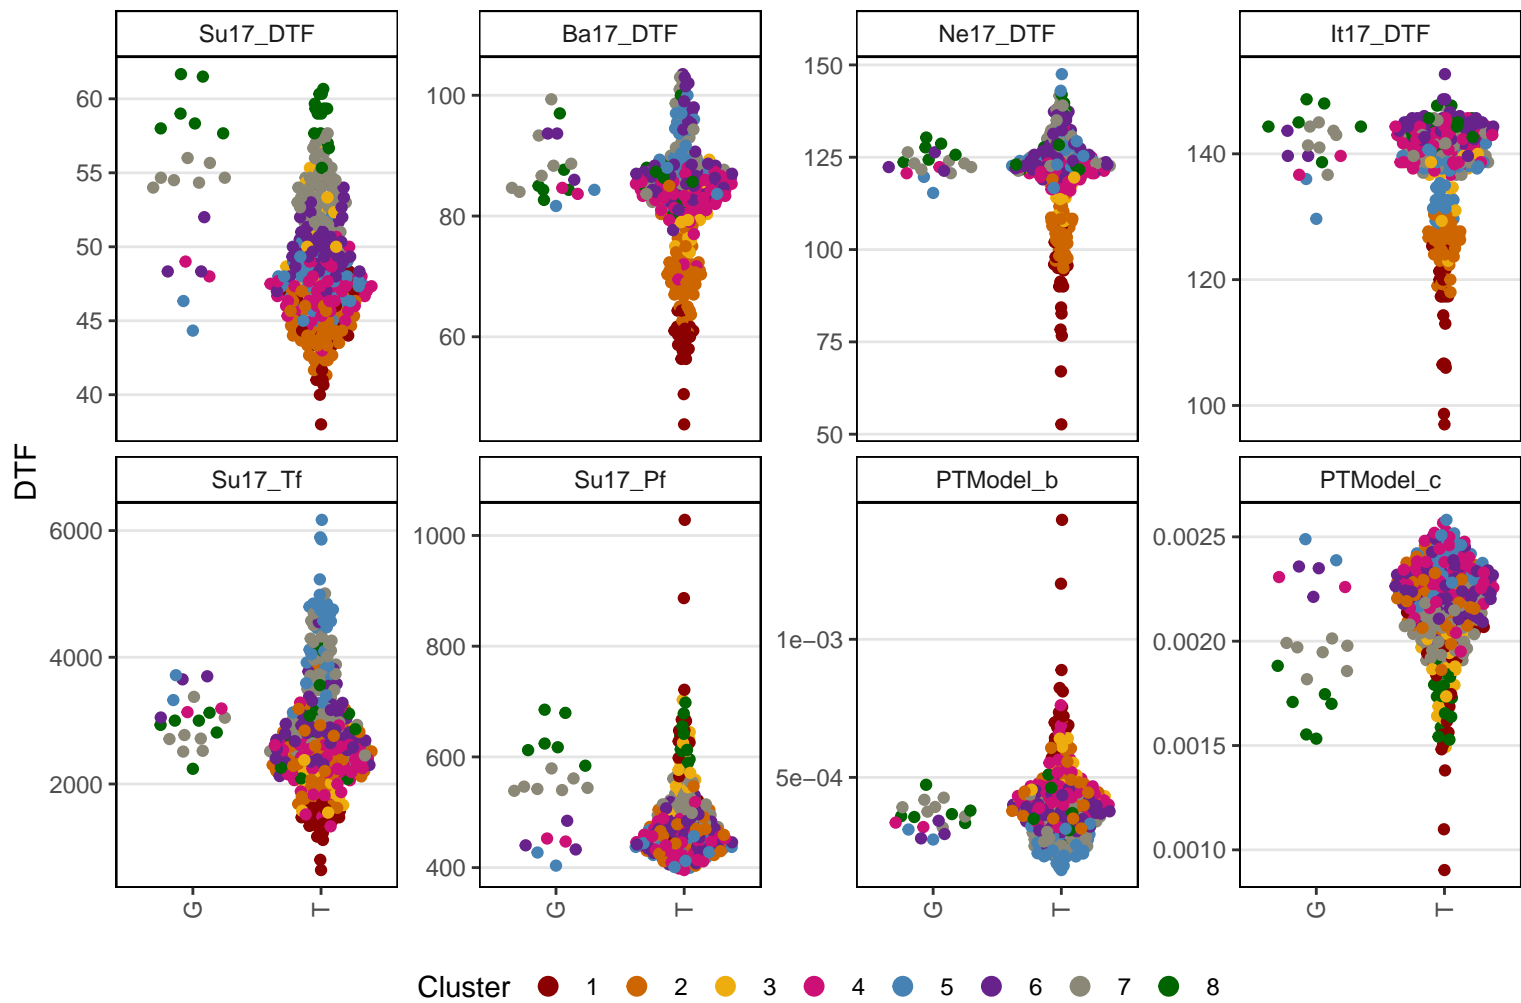 Su17_DTF Ba17_DTF Ne17_DTF It17_DTF
60 55 50 45 40
100 80 60
150 125 100 75 50
140 120 100
DTF
Su17_Tf Su17_Pf PTModel_b PTModel_c
6000 4000 2000
1000 800 600 400
1e−03 5e−04
0.0025 0.0020 0.0015 0.0010
G T G T G T G T
Cluster 1 2 3 4 5 6 7 8